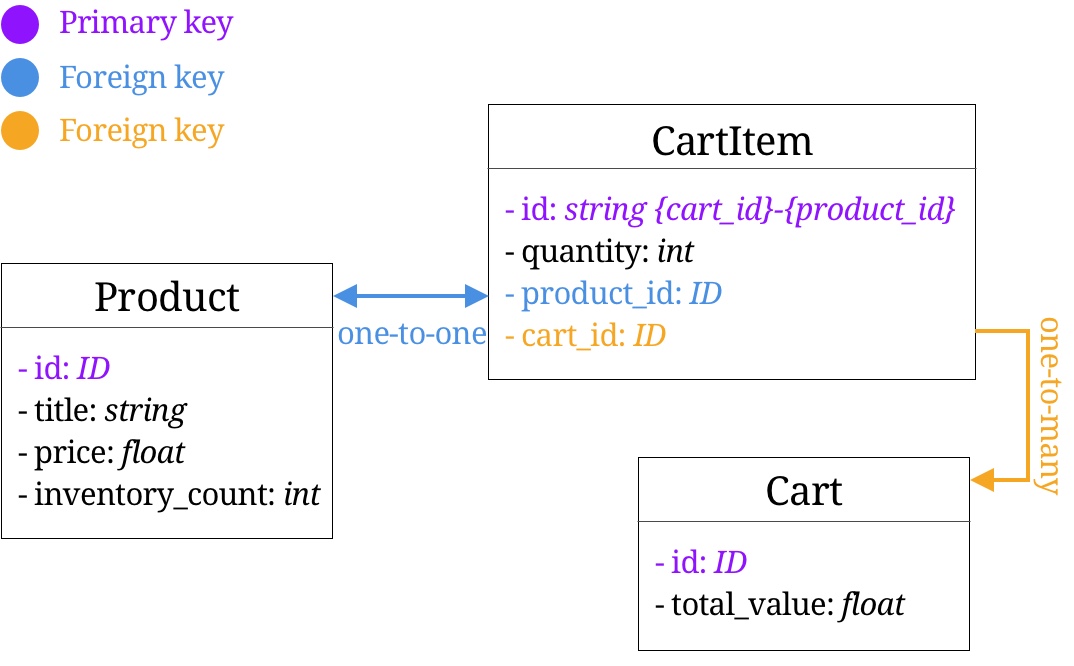 Primary key
Foreign key
Foreign key
CartItem
- id: string {cart_id}-{product_id}
- quantity: int
- product_id: ID
- cart_id: ID
Product
- id: ID
- title: string
- price: float
- inventory_count: int
one-to-one
one-to-many
Cart
- id: ID
- total_value: float